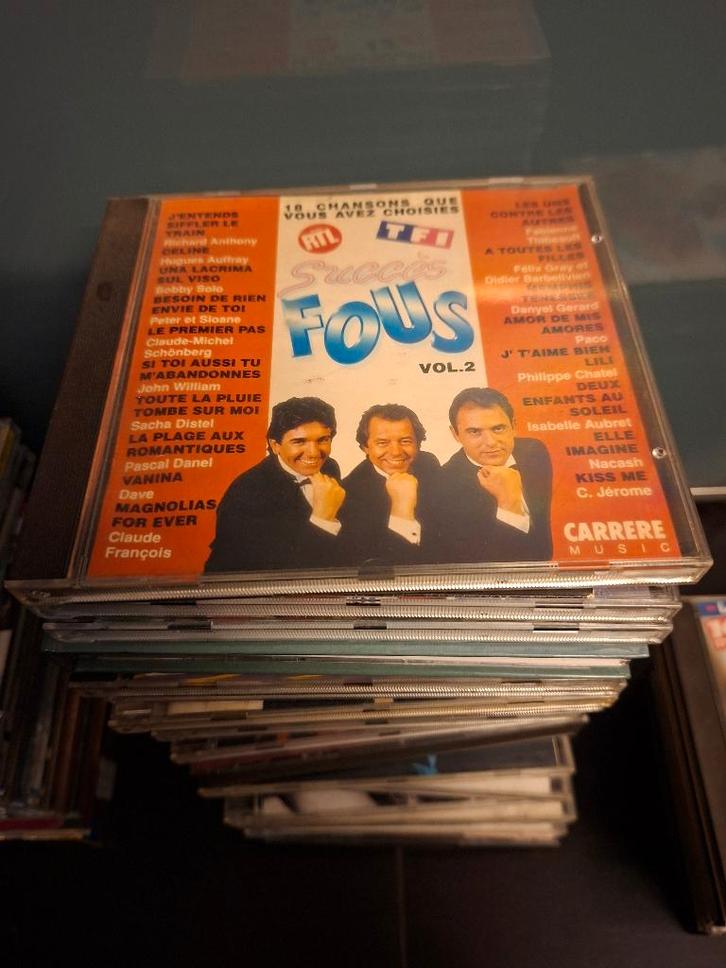 18 CHANSONS QUE
VOUS AVEZ CHOISIES
RTL
TF1
Succès
FOUS
VOL.2
J'ENTENDS
SIFFLER LE
TRAIN
Richard Anthony
CELINE
Hugues Auffray
UNA LACRIMA
SUL VISO
Bobby Solo
BESOIN DE RIEN
ENVIE DE TOI
Peter et Sloane
LE PREMIER PAS
Claude-Michel
Schönberg
SI TOI AUSSI TU
M'ABANDONNES
John William
TOUTE LA PLUIE
TOMBE SUR MOI
Sacha Distel
LA PLAGE AUX
ROMANTIQUES
Pascal Danel
VANINA
Dave
MAGNOLIAS
FOR EVER
Claude
François
LES UNS
CONTRE LES
AUTRES
Fabienne
Thibeault
A TOUTES LES
FILLES
Félix Gray et
Didier Barbelivien
Danyel Gerard
AMOR DE MIS
AMORES
Paco
J' T'AIME BIEN
LILI
Philippe Chatel
DEUX
ENFANTS AU
SOLEIL
Isabelle Aubret
ELLE
IMAGINE
Nacash
KISS ME
C. Jérome
CARRERE
MUSIC